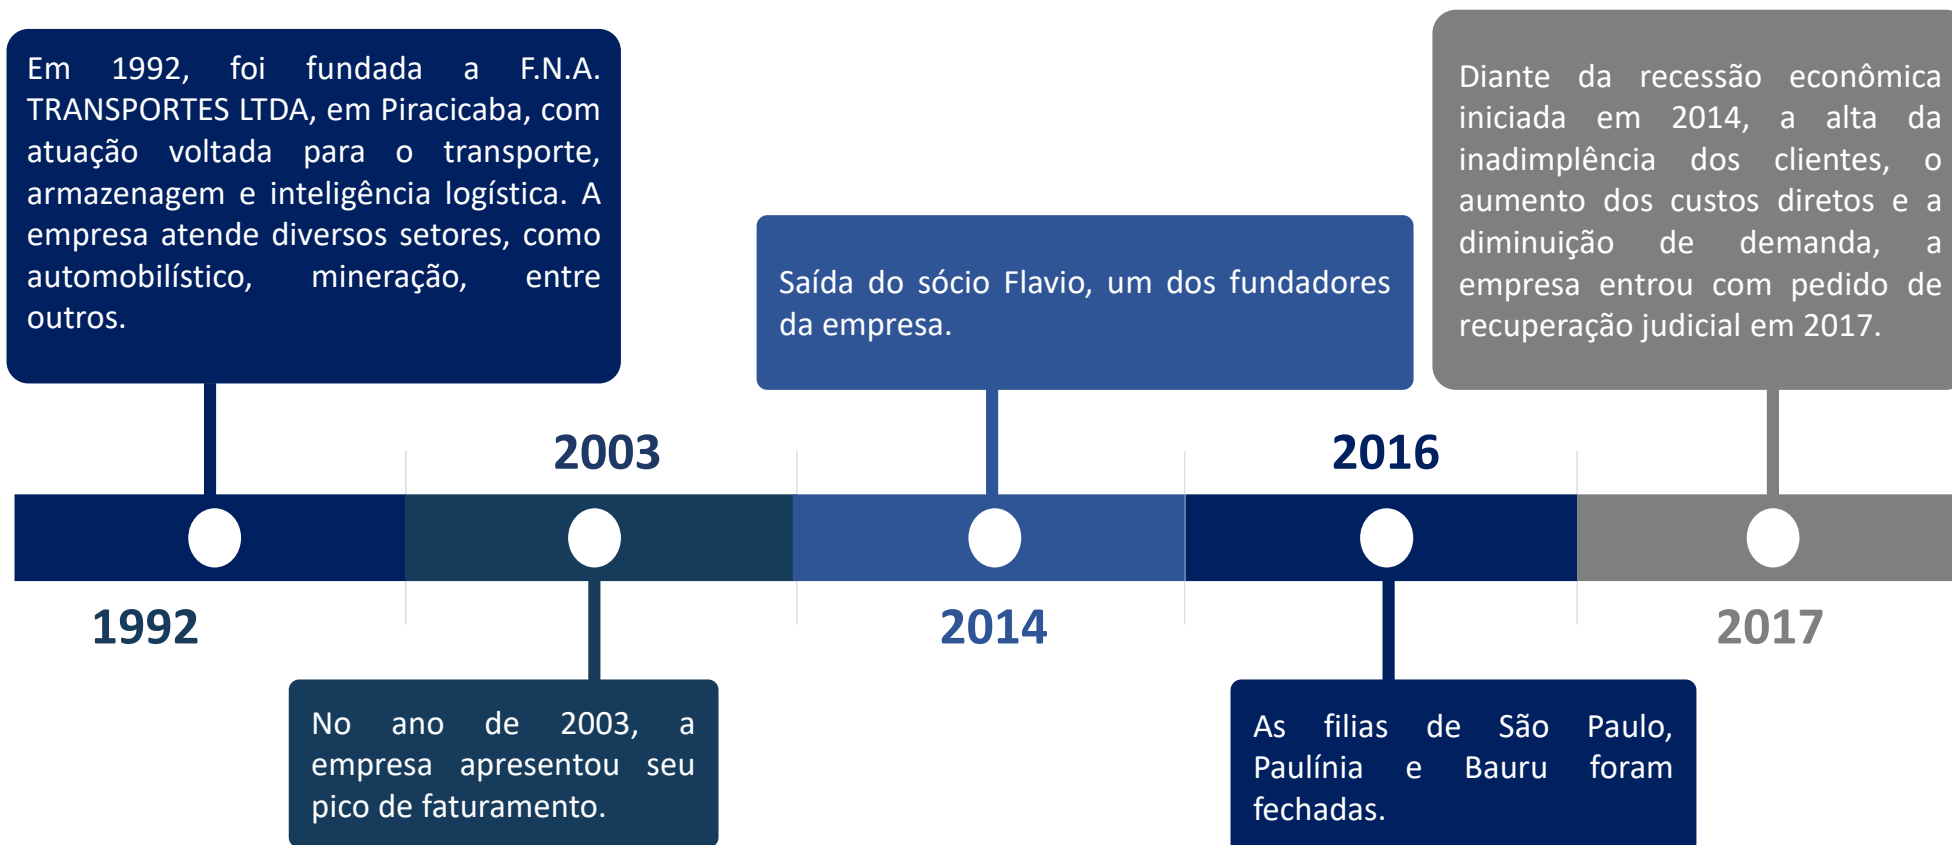 Em 1992, foi fundada a F.N.A.
TRANSPORTES LTDA, em Piracicaba, com
atuação voltada para o transporte,
armazenagem e inteligência logística. A
empresa atende diversos setores, como
automobilístico, mineração, entre
outros.
1992
2003
No ano de 2003, a
empresa apresentou seu
pico de faturamento.
Saída do sócio Flavio, um dos fundadores
da empresa.
2014
2016
As filias de São Paulo,
Paulínia e Bauru foram
fechadas.
Diante da recessão econômica
iniciada em 2014, a alta da
inadimplência dos clientes, o
aumento dos custos diretos e a
diminuição de demanda, a
empresa entrou com pedido de
recuperação judicial em 2017.
2017